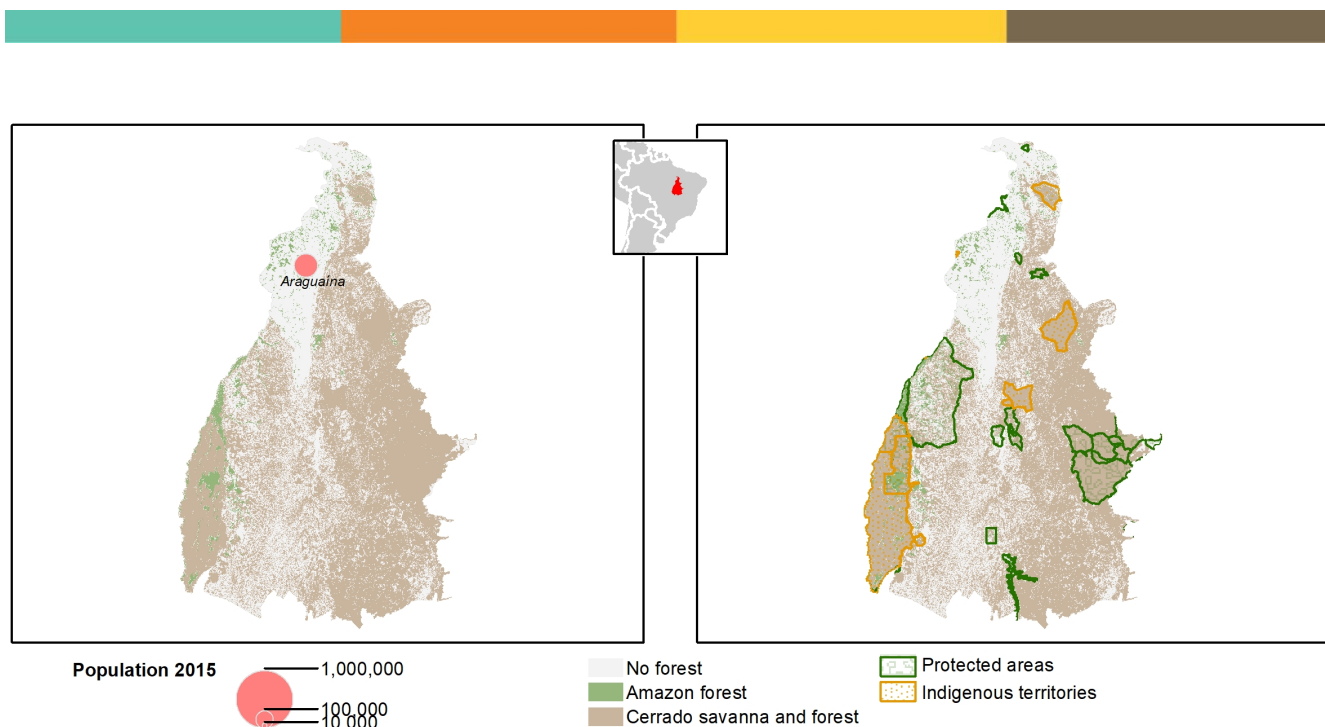 Araguaína
Population 2015
1,000,000
100,000
10,000
No forest
Amazon forest
Cerrado savanna and forest
Protected areas
Indigenous territories